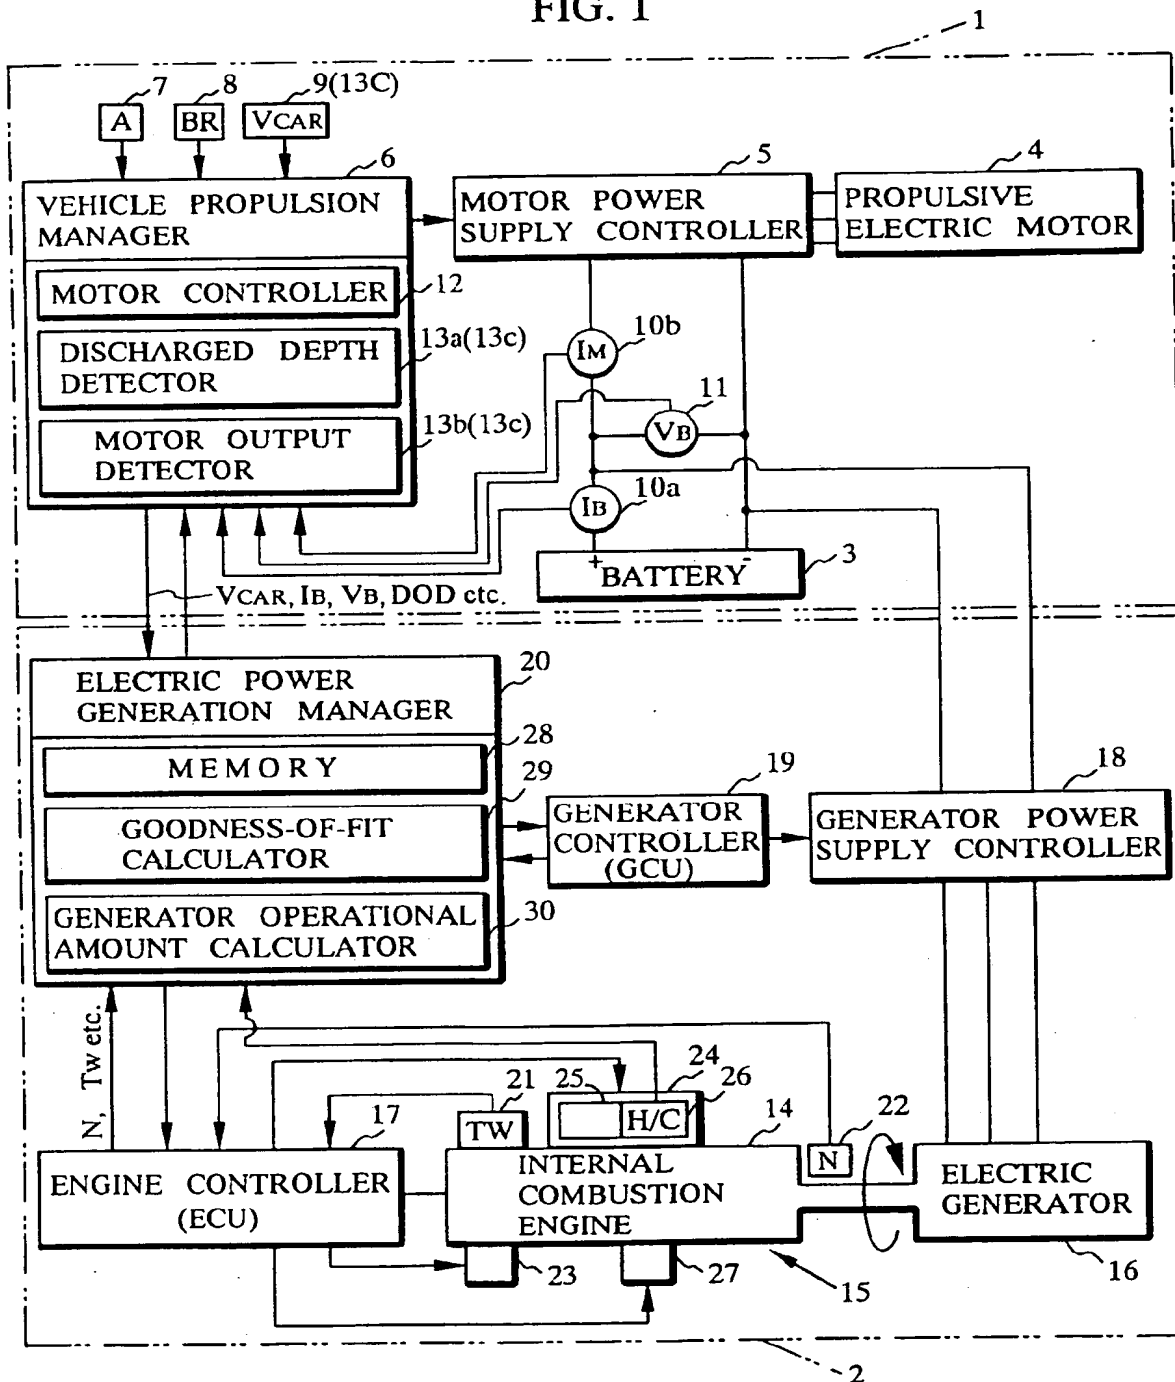 FIG. 1
1
7
8
9(13C)
A
BR
VCAR
6
5
4
VEHICLE PROPULSION
MANAGER
MOTOR POWER
SUPPLY CONTROLLER
PROPULSIVE
ELECTRIC MOTOR
MOTOR CONTROLLER
12
DISCHARGED DEPTH
DETECTOR
13a(13c)
IM
10b
11
VB
MOTOR OUTPUT
DETECTOR
13b(13c)
IB
10a
+
-
BATTERY
3
VCAR, IB, VB, DOD etc.
ELECTRIC POWER
GENERATION MANAGER
20
MEMORY
28
GOODNESS-OF-FIT
CALCULATOR
29
GENERATOR
CONTROLLER
(GCU)
19
GENERATOR POWER
SUPPLY CONTROLLER
18
GENERATOR OPERATIONAL
AMOUNT CALCULATOR
30
N, Tw etc.
21
TW
25
24
H/C
26
14
22
N
17
ENGINE CONTROLLER
(ECU)
INTERNAL
COMBUSTION
ENGINE
ELECTRIC
GENERATOR
23
27
15
16
2